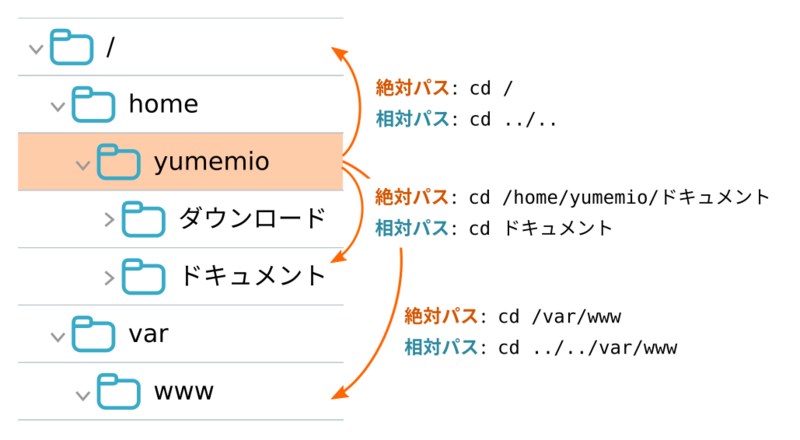 /
home
yumemio
ダウンロード
ドキュメント
var
www
絶対パス: cd /
相対パス: cd ../..
絶対パス: cd /home/yumemio/ドキュメント
相対パス: cd ドキュメント
絶対パス: cd /var/www
相対パス: cd ../../var/www